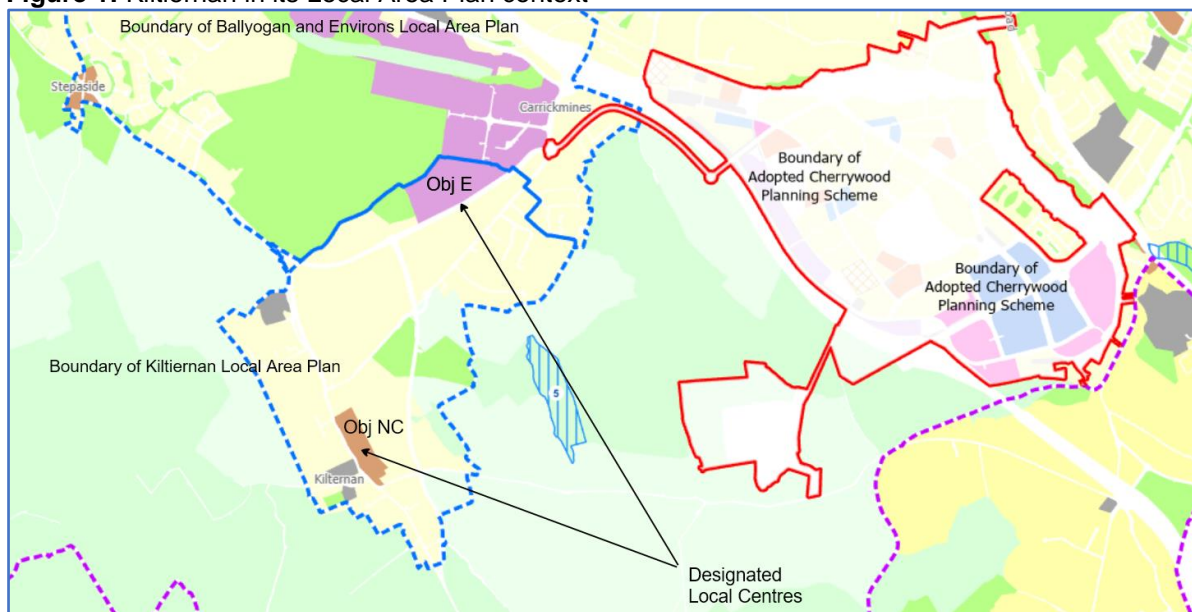 Figure 1: Kiltiernan in its Local Area Plan context
Boundary of Ballyogan and Environs Local Area Plan
Stepaside
Carrickmines
Boundary of
Adopted Cherrywood
Planning Scheme
Obj E
Boundary of
Adopted Cherrywood
Planning Scheme
Boundary of Kiltiernan Local Area Plan
5
Obj NC
Kilternan
Designated
Local Centres